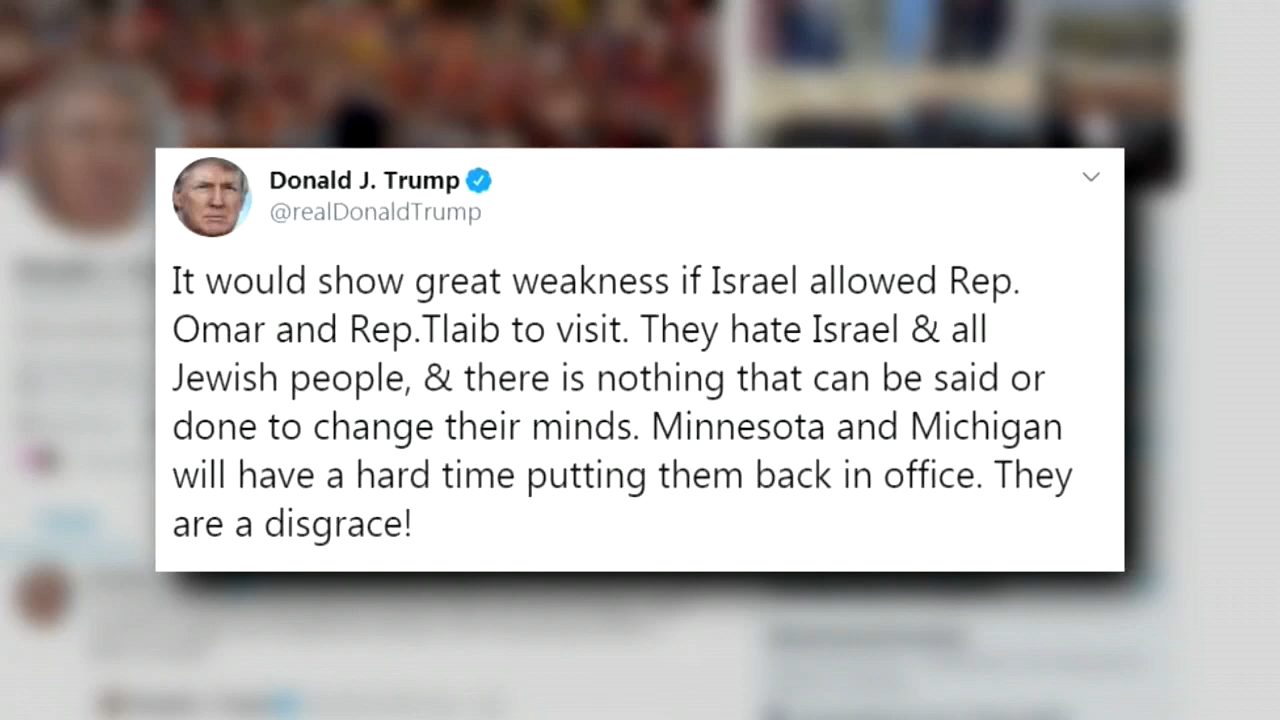 Donald J. Trump
@realDonaldTrump
It would show great weakness if Israel allowed Rep.
Omar and Rep.Tlaib to visit. They hate Israel & all
Jewish people, & there is nothing that can be said or
done to change their minds. Minnesota and Michigan
will have a hard time putting them back in office. They
are a disgrace!